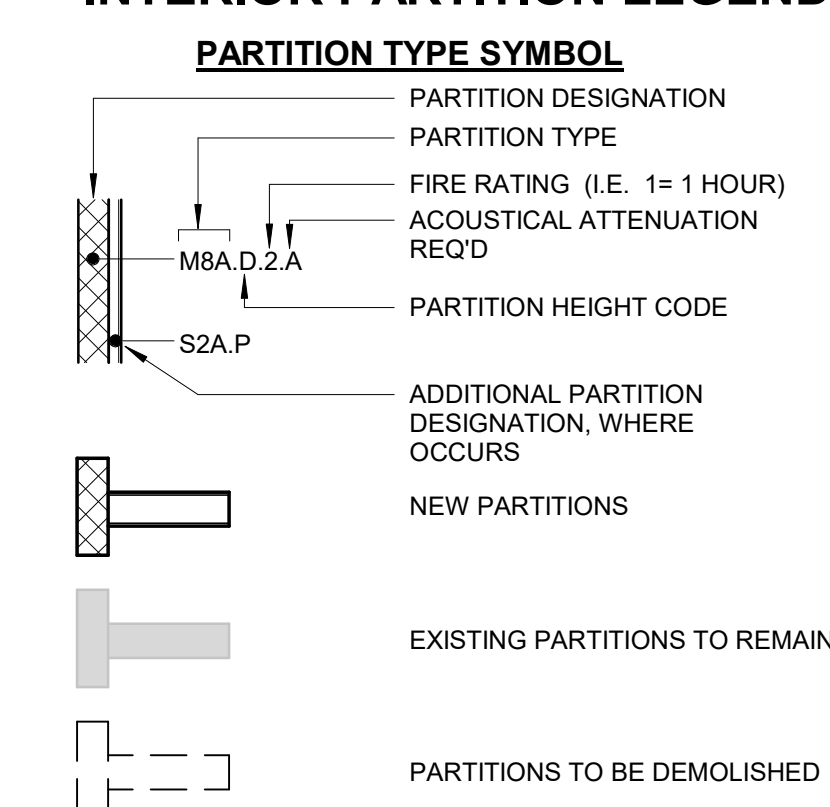 INTERIOR PARTITION LEGEND
PARTITION TYPE SYMBOL
PARTITION DESIGNATION
PARTITION TYPE
FIRE RATING (I.E. 1= 1 HOUR)
ACOUSTICAL ATTENUATION
REQ'D
M8A.D.2.A
PARTITION HEIGHT CODE
S2A.P
ADDITIONAL PARTITION
DESIGNATION, WHERE
OCCURS
NEW PARTITIONS
EXISTING PARTITIONS TO REMAIN
PARTITIONS TO BE DEMOLISHED